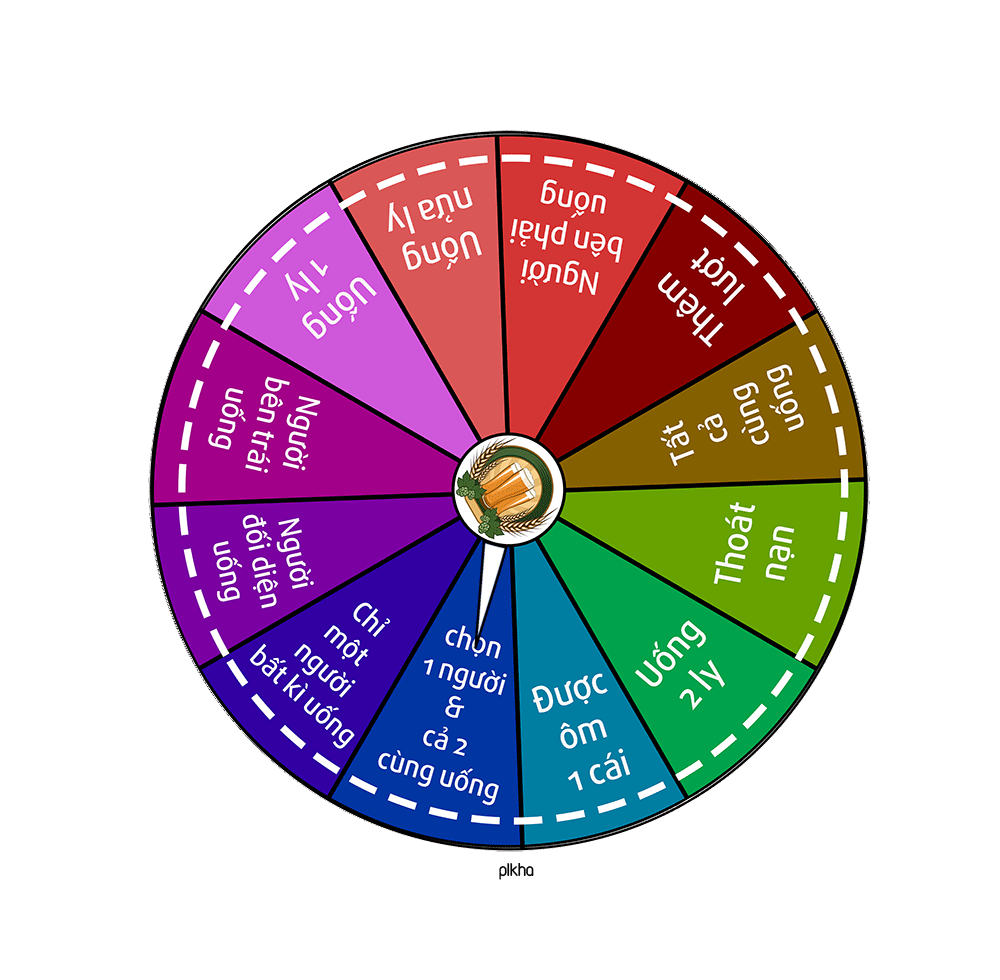 Người
bên phải
uống
Thêm
lượt
Tất
cả
cùng
uống
Thoát
nạn
Uống
2 ly
Được
ôm
1 cái
chọn
1 người
&
cả 2
cùng uống
Chỉ
một
người
bất kì uống
Người
đối diện
uống
Người
bên trái
uống
Uống
1 ly
Uống
nửa ly
plkha